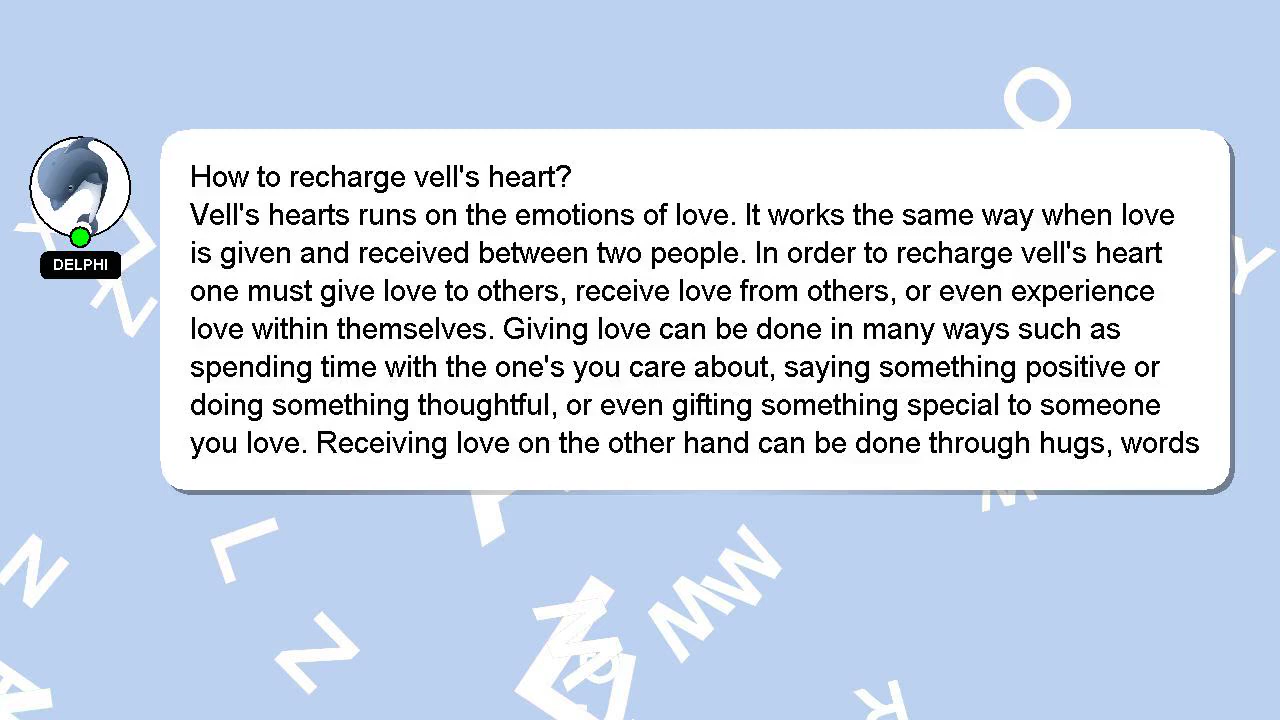 How to recharge vell's heart?
Vell's hearts runs on the emotions of love. It works the same way when love
is given and received between two people. In order to recharge vell's heart
one must give love to others, receive love from others, or even experience
love within themselves. Giving love can be done in many ways such as
spending time with the one's you care about, saying something positive or
doing something thoughtful, or even gifting something special to someone
you love. Receiving love on the other hand can be done through hugs, words
DELPHI
O
Y
Z
L
N
Z
W
M
R